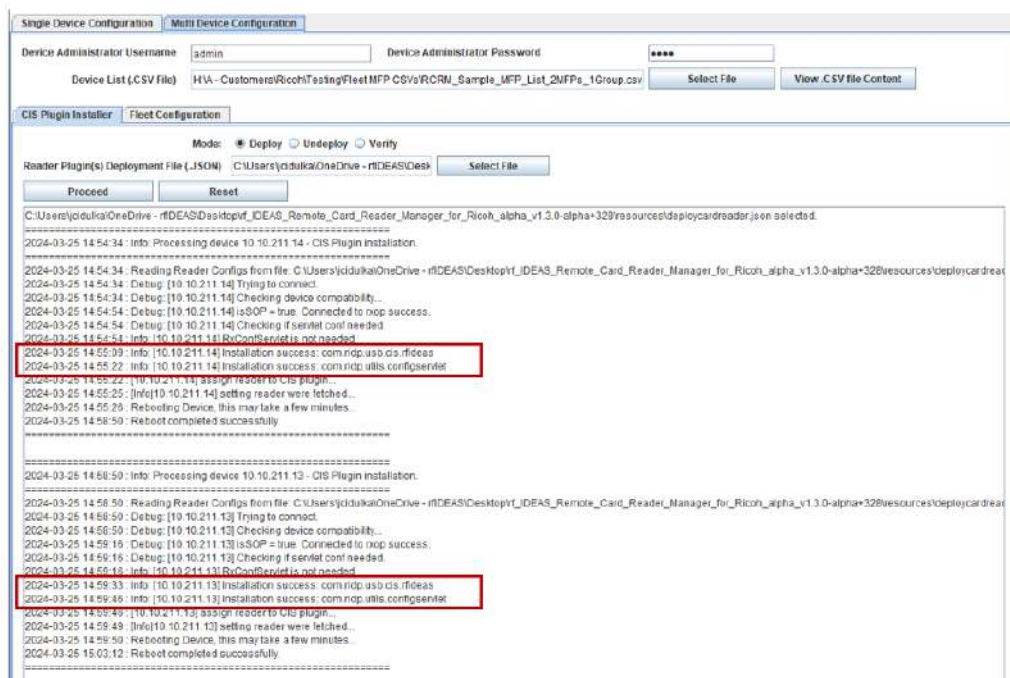 Single Device Configuration Multi Device Configuration
Device Administrator Username admin Device Administrator Password ••••
Device List (.CSV File) H:\A - Customers\Ricoh\Testing\Fleet MFP CSVs\RCRM_Sample_MFP_List_2MFPs_1Group.csv Select File View .CSV file Content
CIS Plugin Installer Fleet Configuration
Mode: Deploy Undeploy Verify
Reader Plugin(s) Deployment File (.JSON) C:\Users\jcidulka\OneDrive - rfIDEAS\Desk Select File
Proceed Reset
C:\Users\jcidulka\OneDrive - rfIDEAS\Desktop\rf_IDEAS_Remote_Card_Reader_Manager_for_Ricoh_alpha_v1.3.0-alpha+328\resources\deploycardreader.json selected.
==========================================================
2024-03-25 14:54:34 : Info: Processing device 10.10.211.14 - CIS Plugin installation.
==========================================================
2024-03-25 14:54:34 : Reading Reader Configs from file: C:\Users\jcidulka\OneDrive - rfIDEAS\Desktop\rf_IDEAS_Remote_Card_Reader_Manager_for_Ricoh_alpha_v1.3.0-alpha+328\resources\deploycardreac
2024-03-25 14:54:34 : Debug: [10.10.211.14] Trying to connect.
2024-03-25 14:54:34 : Debug: [10.10.211.14] Checking device compatibility...
2024-03-25 14:54:54 : Debug: [10.10.211.14] isSOP = true. Connected to rxop success.
2024-03-25 14:54:54 : Debug: [10.10.211.14] Checking if servlet conf needed.
2024-03-25 14:54:54 : Info: [10.10.211.14] RxConfServlet is not needed
2024-03-25 14:55:09 : Info: [10.10.211.14] Installation success: com.ridp.usb.cis.rfideas
2024-03-25 14:55:22 : Info: [10.10.211.14] Installation success: com.ridp.utils.configservlet
2024-03-25 14:55:22 : [10.10.211.14] assign reader to CIS plugin...
2024-03-25 14:55:25 : [Info|10.10.211.14] setting reader were fetched...
2024-03-25 14:55:26 : Rebooting Device, this may take a few minutes...
2024-03-25 14:58:50 : Reboot completed successfully.
==========================================================
==========================================================
2024-03-25 14:58:50 : Info: Processing device 10.10.211.13 - CIS Plugin installation.
==========================================================
2024-03-25 14:58:50 : Reading Reader Configs from file: C:\Users\jcidulka\OneDrive - rfIDEAS\Desktop\rf_IDEAS_Remote_Card_Reader_Manager_for_Ricoh_alpha_v1.3.0-alpha+328\resources\deploycardreac
2024-03-25 14:58:50 : Debug: [10.10.211.13] Trying to connect.
2024-03-25 14:58:50 : Debug: [10.10.211.13] Checking device compatibility...
2024-03-25 14:59:16 : Debug: [10.10.211.13] isSOP = true. Connected to rxop success.
2024-03-25 14:59:16 : Debug: [10.10.211.13] Checking if servlet conf needed.
2024-03-25 14:59:16 : Info: [10.10.211.13] RxConfServlet is not needed
2024-03-25 14:59:33 : Info: [10.10.211.13] Installation success: com.ridp.usb.cis.rfideas
2024-03-25 14:59:46 : Info: [10.10.211.13] Installation success: com.ridp.utils.configservlet
2024-03-25 14:59:46 : [10.10.211.13] assign reader to CIS plugin...
2024-03-25 14:59:49 : [Info|10.10.211.13] setting reader were fetched...
2024-03-25 14:59:50 : Rebooting Device, this may take a few minutes...
2024-03-25 15:03:12 : Reboot completed successfully.
==========================================================